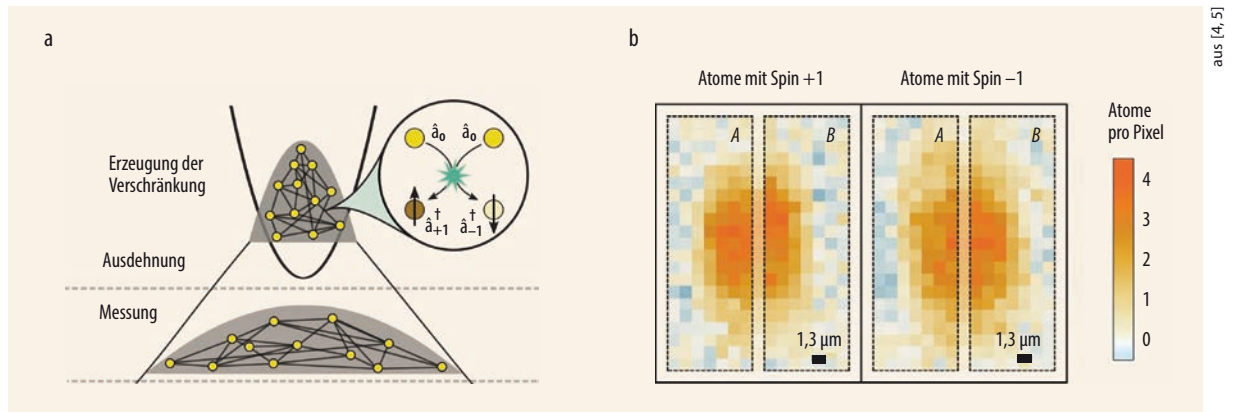 a
Erzeugung der
Verschränkung
Ausdehnung
Messung
â₀ â₀
â†₊₁ â†₋₁
b
Atome mit Spin +1
Atome mit Spin –1
A B
A B
1,3 µm
1,3 µm
Atome
pro Pixel
4
3
2
1
0
aus [4, 5]